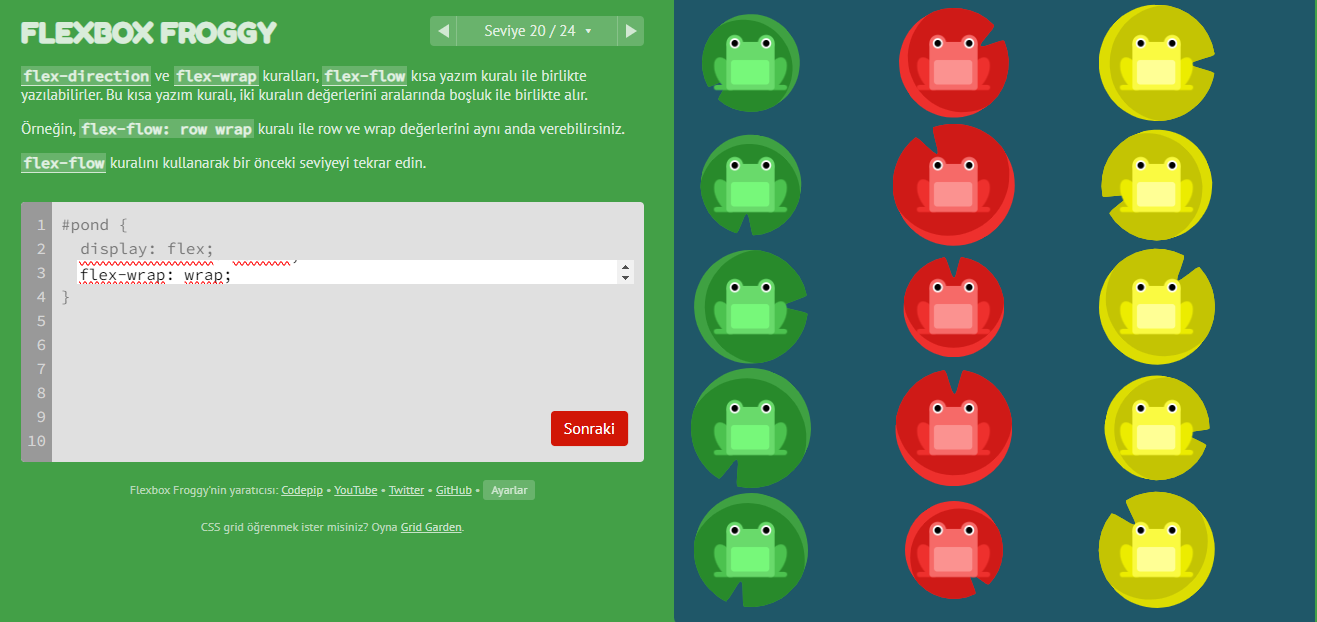 FLEXBOX FROGGY
Seviye 20 / 24
flex-direction ve flex-wrap kuralları, flex-flow kısa yazım kuralı ile birlikte
yazılabilirler. Bu kısa yazım kuralı, iki kuralın değerlerini aralarında boşluk ile birlikte alır.
Örneğin, flex-flow: row wrap kuralı ile row ve wrap değerlerini aynı anda verebilirsiniz.
flex-flow kuralını kullanarak bir önceki seviyeyi tekrar edin.
1 #pond {
2 display: flex;
3 flex-wrap: wrap;
4 }
5
6
7
8
9
10
Sonraki
Flexbox Froggy'nin yaratıcısı: Codepip • YouTube • Twitter • GitHub • Ayarlar
CSS grid öğrenmek ister misiniz? Oyna Grid Garden.